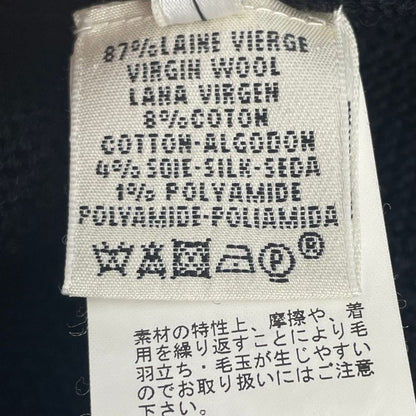 87%LAINE VIERGE
VIRGIN WOOL
LANA VIRGEN
8%COTON
COTTON-ALGODON
4%SOIE-SILK-SEDA
1% POLYAMIDE
POLYAMIDE-POLIAMIDA
P®
素材の特性上、摩擦や、着
用を繰り返すことにより毛
羽立ち・毛玉が生じやすい
のでお取り扱いにはご注意
下さい。